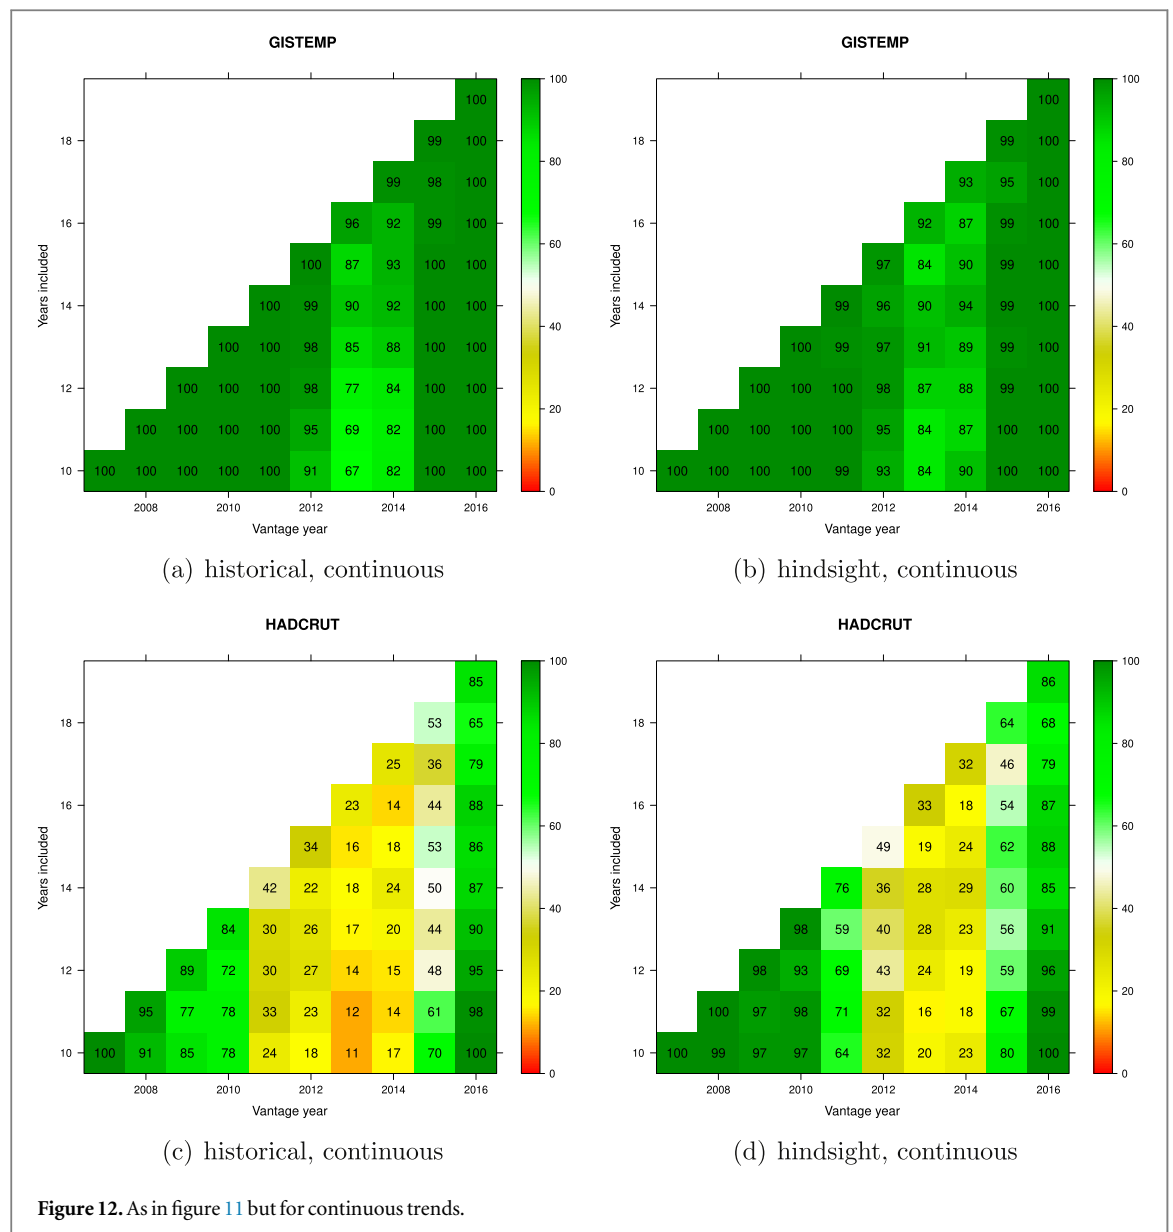 GISTEMP
100
18 99 100
99 98 100
16 96 92 99 100
100 87 93 100 100
14 100 99 90 92 100 100
100 100 98 85 88 100 100
12 100 100 100 98 77 84 100 100
100 100 100 100 95 69 82 100 100
10 100 100 100 100 100 91 67 82 100 100
2008 2010 2012 2014 2016
Vantage year
Years included
100
80
60
40
20
0
(a) historical, continuous
GISTEMP
100
18 99 100
93 95 100
16 92 87 99 100
97 84 90 99 100
14 99 96 90 94 99 100
100 99 97 91 89 99 100
12 100 100 100 98 87 88 99 100
100 100 100 100 95 84 87 100 100
10 100 100 100 100 99 93 84 90 100 100
2008 2010 2012 2014 2016
Vantage year
Years included
100
80
60
40
20
0
(b) hindsight, continuous
HADCRUT
85
18 53 65
25 36 79
16 23 14 44 88
34 16 18 53 86
14 42 22 18 24 50 87
84 30 26 17 20 44 90
12 89 72 30 27 14 15 48 95
95 77 78 33 23 12 14 61 98
10 100 91 85 78 24 18 11 17 70 100
2008 2010 2012 2014 2016
Vantage year
Years included
100
80
60
40
20
0
(c) historical, continuous
HADCRUT
86
18 64 68
32 46 79
16 33 18 54 87
49 19 24 62 88
14 76 36 28 29 60 85
98 59 40 28 23 56 91
12 98 93 69 43 24 19 59 96
100 97 98 71 32 16 18 67 99
10 100 99 97 97 64 32 20 23 80 100
2008 2010 2012 2014 2016
Vantage year
Years included
100
80
60
40
20
0
(d) hindsight, continuous
Figure 12. As in figure 11 but for continuous trends.